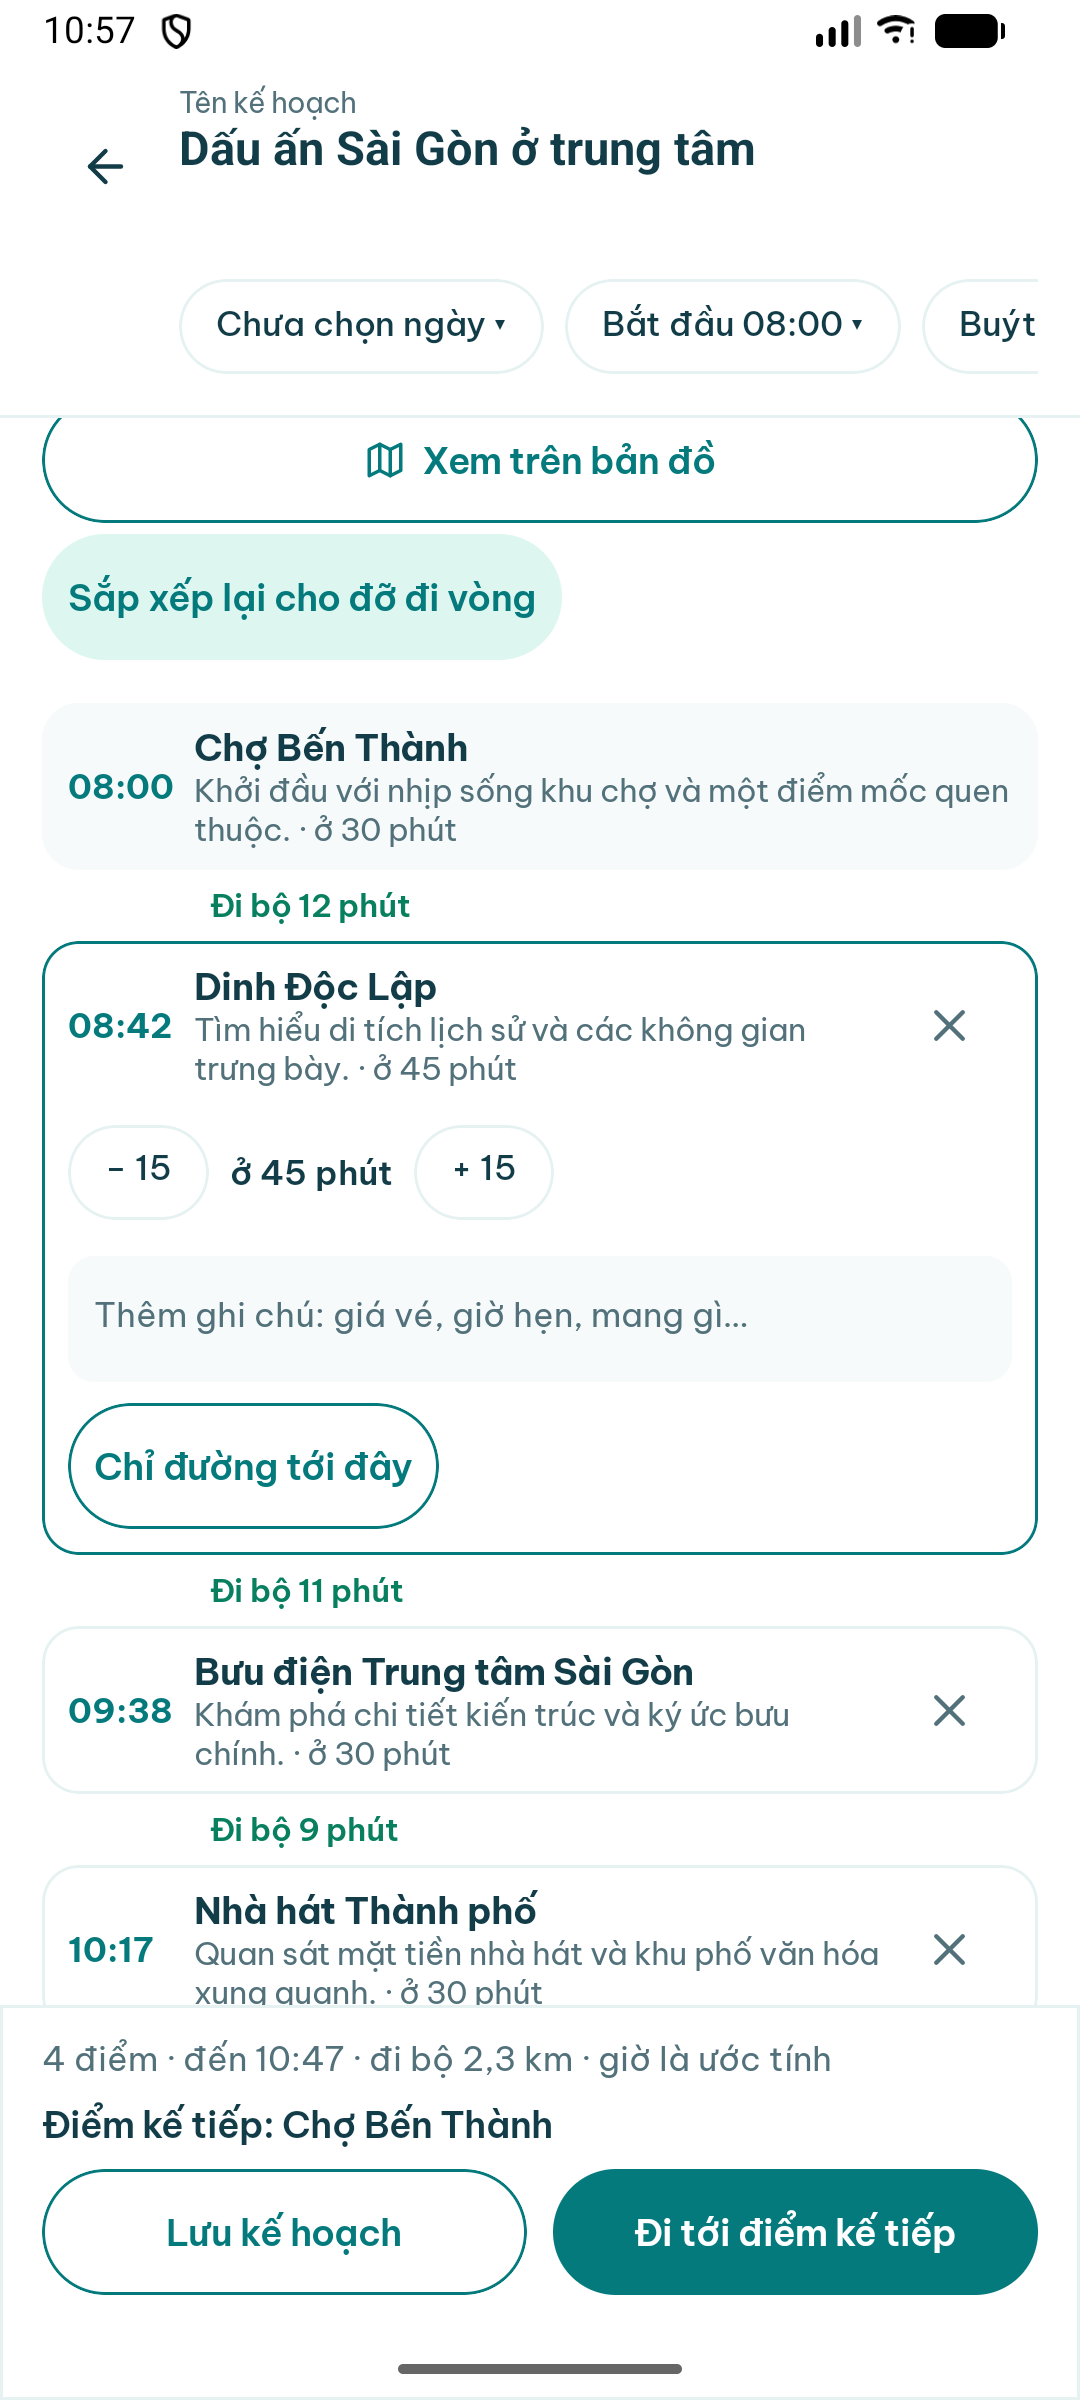 10:57
Tên kế hoạch
Dấu ấn Sài Gòn ở trung tâm
Chưa chọn ngày ▾
Bắt đầu 08:00 ▾
Buýt
Xem trên bản đồ
Sắp xếp lại cho đỡ đi vòng
Chợ Bến Thành
08:00
Khởi đầu với nhịp sống khu chợ và một điểm mốc quen
thuộc. · ở 30 phút
Đi bộ 12 phút
Dinh Độc Lập
08:42
Tìm hiểu di tích lịch sử và các không gian
trưng bày. · ở 45 phút
− 15
ở 45 phút
+ 15
Thêm ghi chú: giá vé, giờ hẹn, mang gì...
Chỉ đường tới đây
Đi bộ 11 phút
Bưu điện Trung tâm Sài Gòn
09:38
Khám phá chi tiết kiến trúc và ký ức bưu
chính. · ở 30 phút
Đi bộ 9 phút
Nhà hát Thành phố
10:17
Quan sát mặt tiền nhà hát và khu phố văn hóa
xung quanh. · ở 30 phút
4 điểm · đến 10:47 · đi bộ 2,3 km · giờ là ước tính
Điểm kế tiếp: Chợ Bến Thành
Lưu kế hoạch
Đi tới điểm kế tiếp